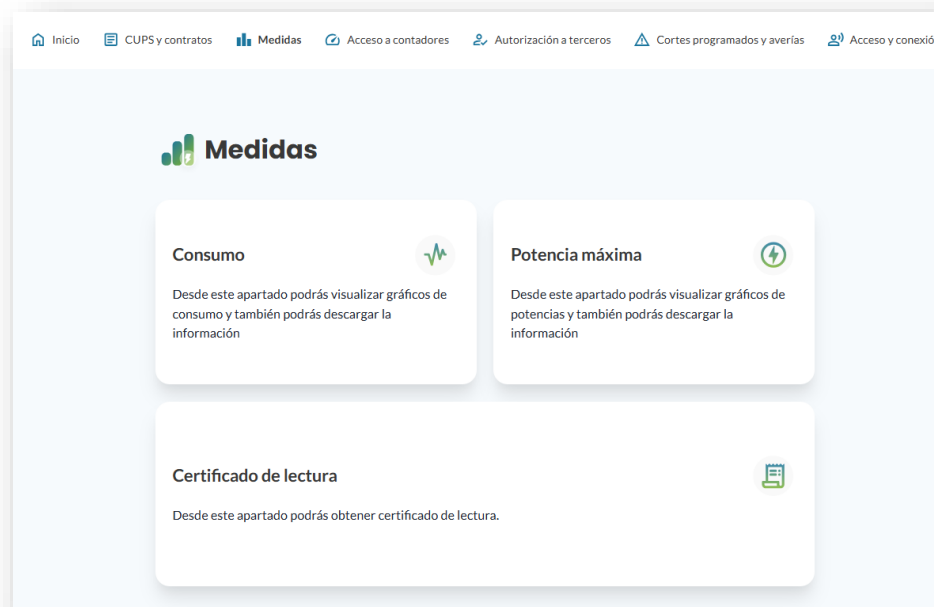 Inicio CUPS y contratos Medidas Acceso a contadores Autorización a terceros Cortes programados y averías Acceso y conexió
Medidas
Consumo
Desde este apartado podrás visualizar gráficos de
consumo y también podrás descargar la
información
Potencia máxima
Desde este apartado podrás visualizar gráficos de
potencias y también podrás descargar la
información
Certificado de lectura
Desde este apartado podrás obtener certificado de lectura.